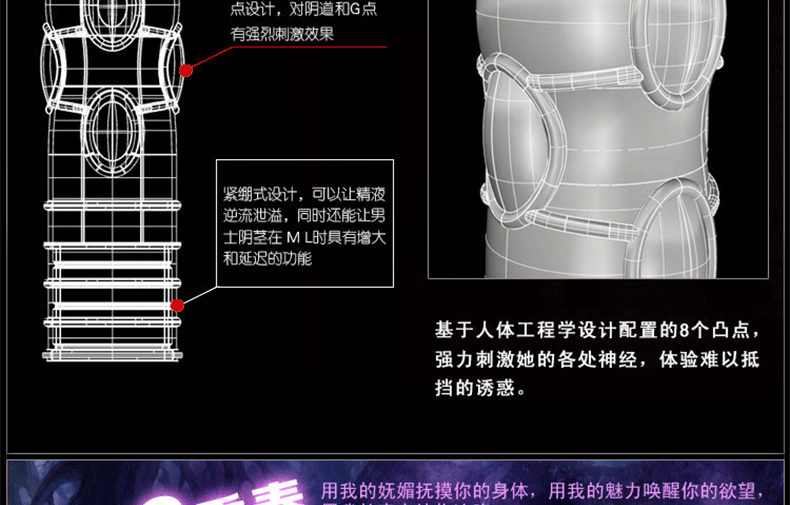 点设计，对阴道和G点
有强烈刺激效果
紧绷式设计，可以让精液
逆流泄溢，同时还能让男
士阴茎在 M L时具有增大
和延迟的功能
基于人体工程学设计配置的8个凸点，
强力刺激她的各处神经，体验难以抵
挡的诱惑。
用我的妩媚抚摸你的身体，用我的魅力唤醒你的欲望，